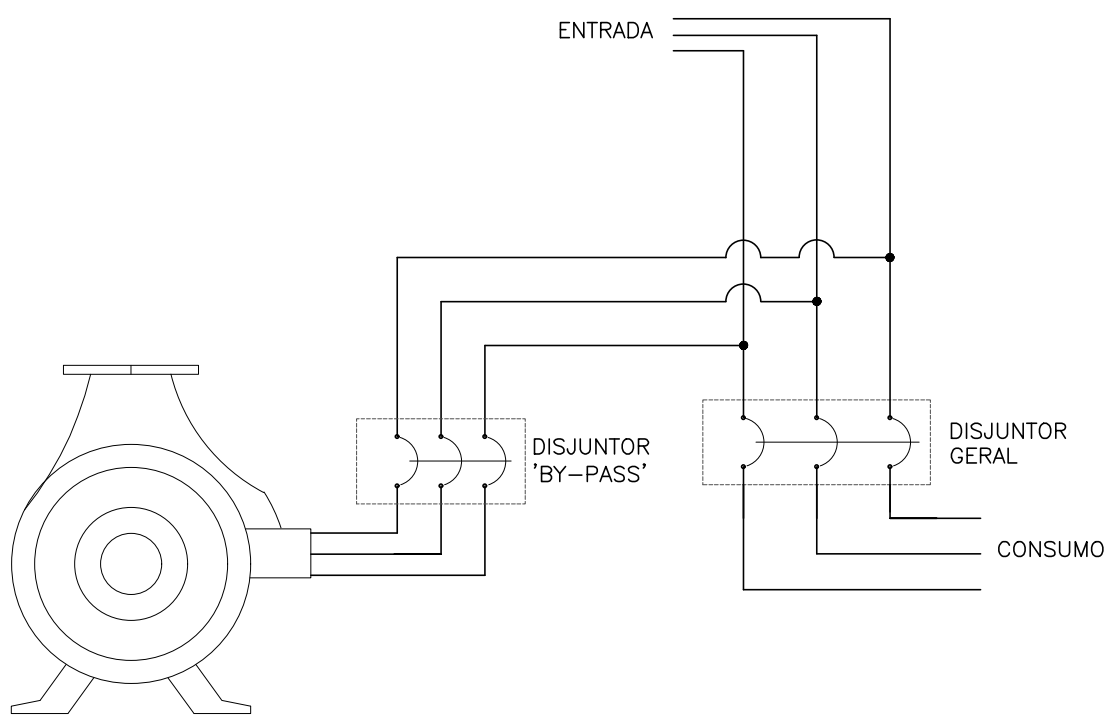 ENTRADA
DISJUNTOR
'BY-PASS'
DISJUNTOR
GERAL
CONSUMO